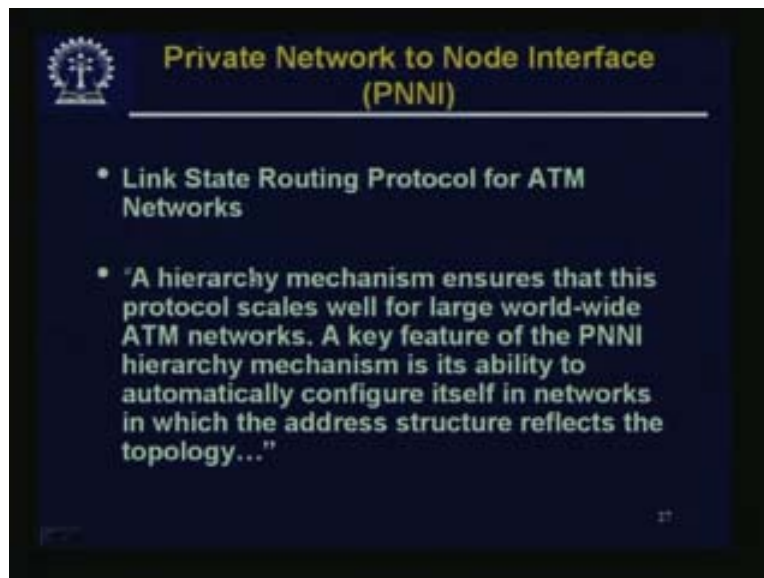 Private Network to Node Interface
(PNNI)
• Link State Routing Protocol for ATM
Networks
• "A hierarchy mechanism ensures that this
protocol scales well for large world-wide
ATM networks. A key feature of the PNNI
hierarchy mechanism is its ability to
automatically configure itself in networks
in which the address structure reflects the
topology…"